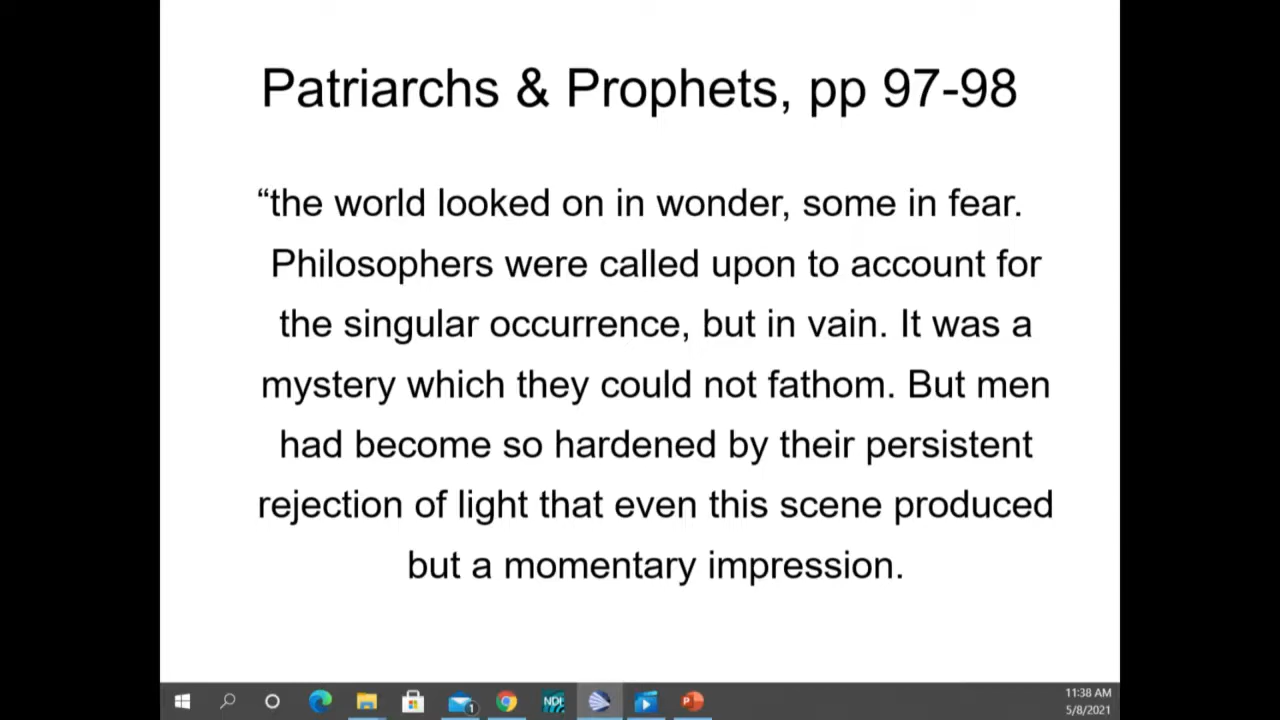 Patriarchs & Prophets, pp 97-98
“the world looked on in wonder, some in fear.
Philosophers were called upon to account for
the singular occurrence, but in vain. It was a
mystery which they could not fathom. But men
had become so hardened by their persistent
rejection of light that even this scene produced
but a momentary impression.
NDI
1
11:38 AM
5/8/2021